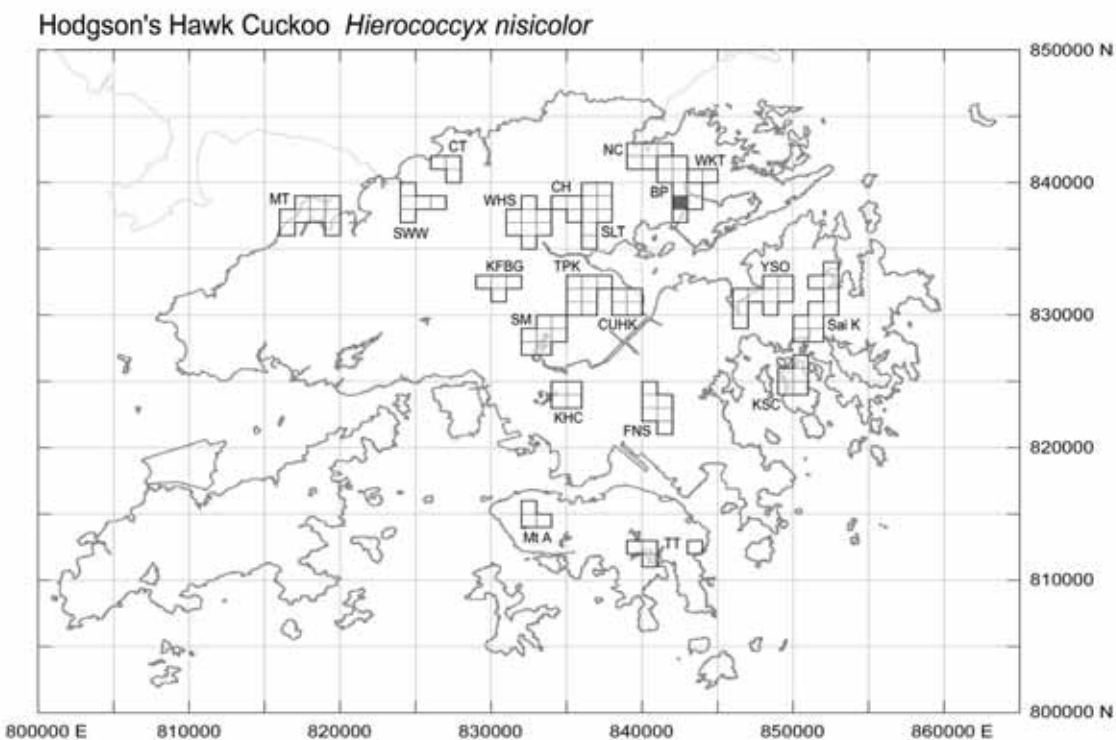 Hodgson's Hawk Cuckoo Hierococcyx nisicolor
850000 N
CT
NC
WKT
MT
WHS
CH
BP
840000
SWW
SLT
KFBG
TPK
YSO
SM
CUHK
Sai K
830000
KSC
KHC
FNS
820000
Mt A
TT
810000
800000 N
800000 E
810000
820000
830000
840000
850000
860000 E